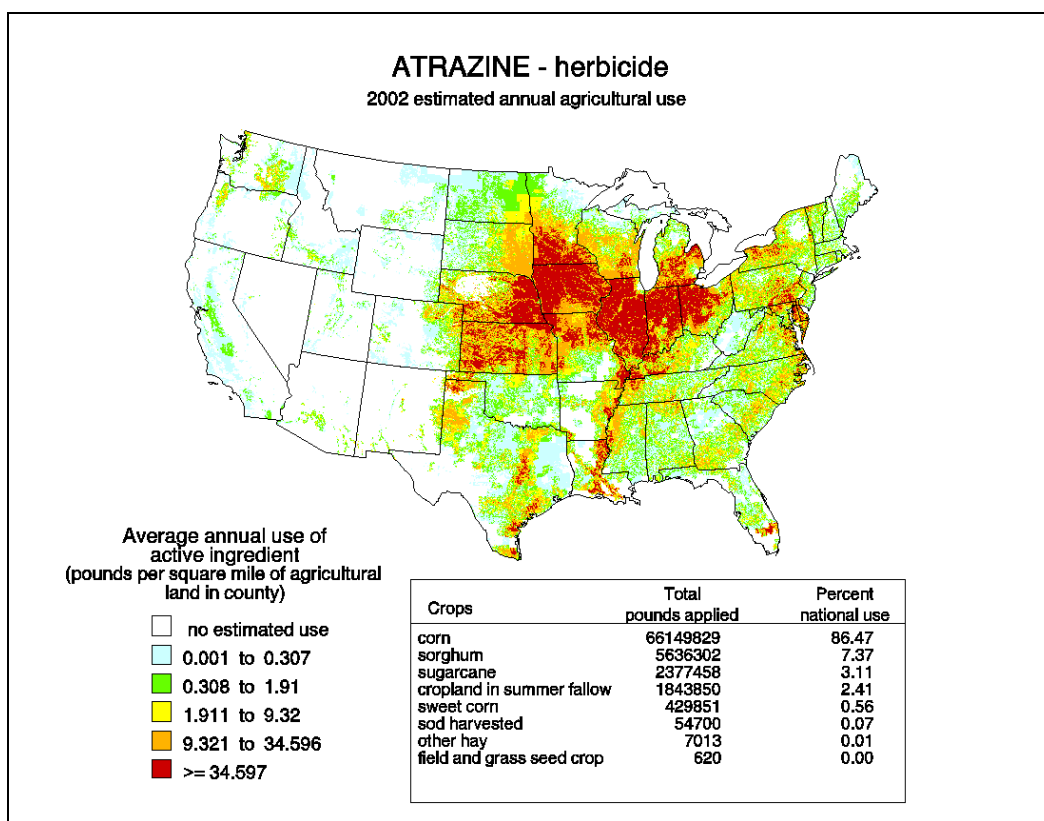 ATRAZINE - herbicide
2002 estimated annual agricultural use
Average annual use of
active ingredient
(pounds per square mile of agricultural
land in county)
no estimated use
0.001 to 0.307
0.308 to 1.91
1.911 to 9.32
9.321 to 34.596
>= 34.597
Crops Total pounds applied Percent national use
corn 66149829 86.47
sorghum 5636302 7.37
sugarcane 2377458 3.11
cropland in summer fallow 1843850 2.41
sweet corn 429851 0.56
sod harvested 54700 0.07
other hay 7013 0.01
field and grass seed crop 620 0.00